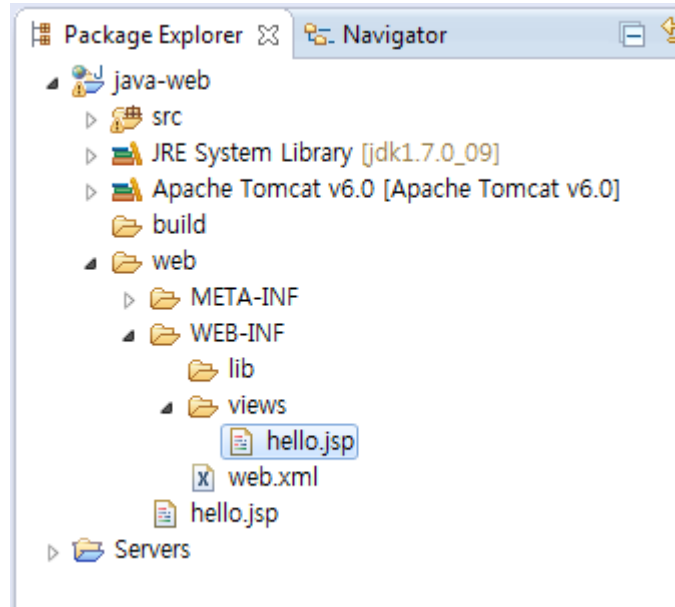 Package Explorer Navigator
java-web
src
JRE System Library [jdk1.7.0_09]
Apache Tomcat v6.0 [Apache Tomcat v6.0]
build
web
META-INF
WEB-INF
lib
views
hello.jsp
web.xml
hello.jsp
Servers